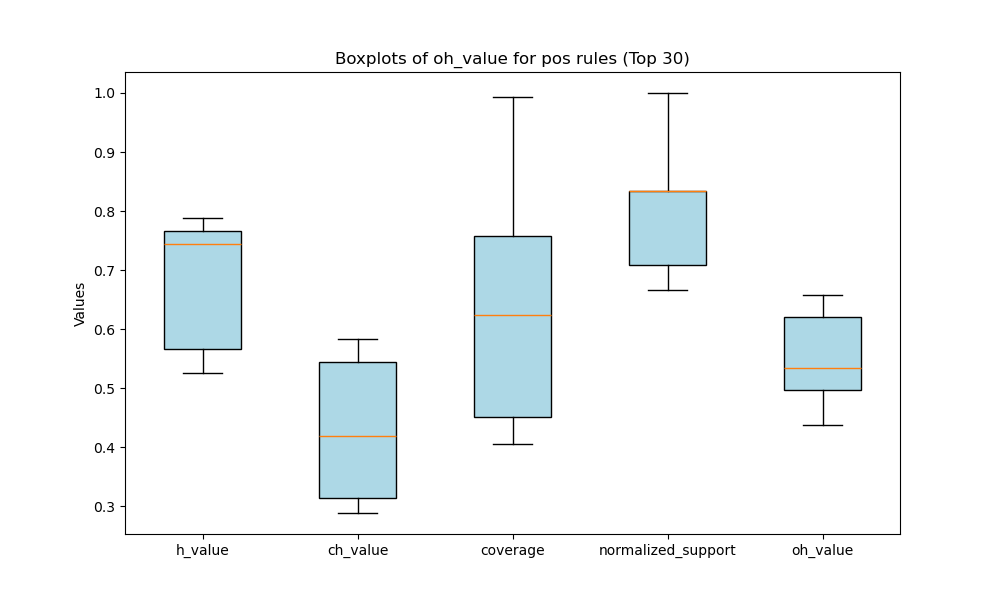 Boxplots of oh_value for pos rules (Top 30)
1.0
0.9
0.8
0.7
0.6
0.5
0.4
0.3
Values
h_value
ch_value
coverage
normalized_support
oh_value